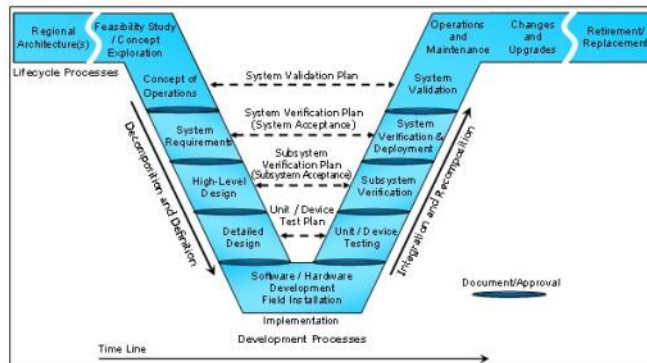 Regional
Architecture(s)
Feasibility Study
/ Concept
Exploration
Operations
and
Maintenance
Changes
and
Upgrades
Retirement/
Replacement
Lifecycle Processes
Concept of
Operations
System Validation Plan
System
Validation
System
Requirements
System Verification Plan
(System Acceptance)
System
Verification &
Deployment
High-Level
Design
Subsystem
Verification Plan
(Subsystem Acceptance)
Subsystem
Verification
Detailed
Design
Unit / Device
Test Plan
Unit / Device
Testing
Decomposition and Definition
Integration and Recomposition
Software / Hardware
Development
Field Installation
Document/Approval
Implementation
Development Processes
Time Line